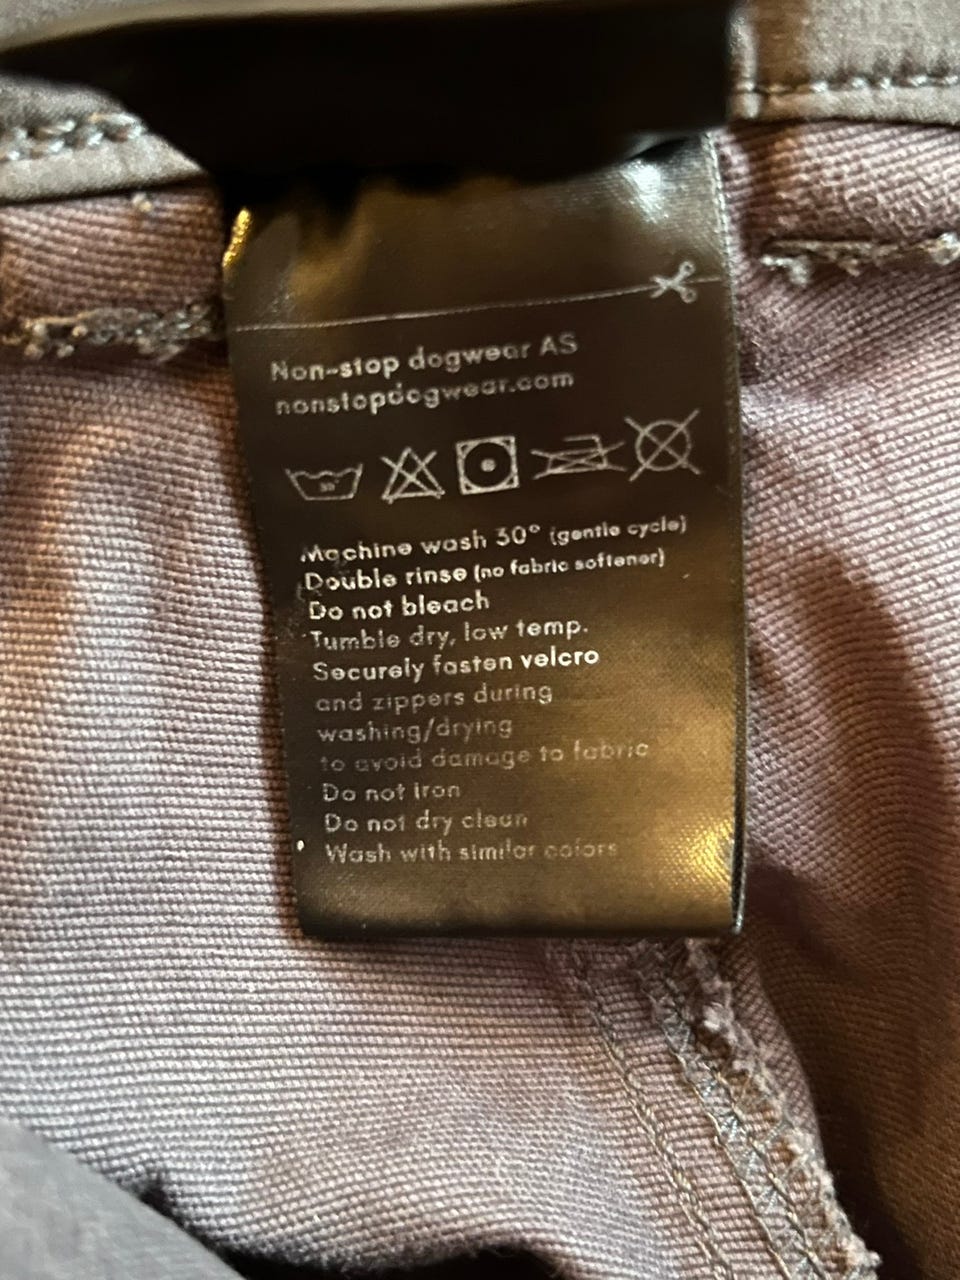 Non-stop dogwear AS
nonstopdogwear.com
30
Machine wash 30° (gentle cycle)
Double rinse (no fabric softener)
Do not bleach
Tumble dry, low temp.
Securely fasten velcro
and zippers during
washing/drying
to avoid damage to fabric
Do not iron
Do not dry clean
Wash with similar colors